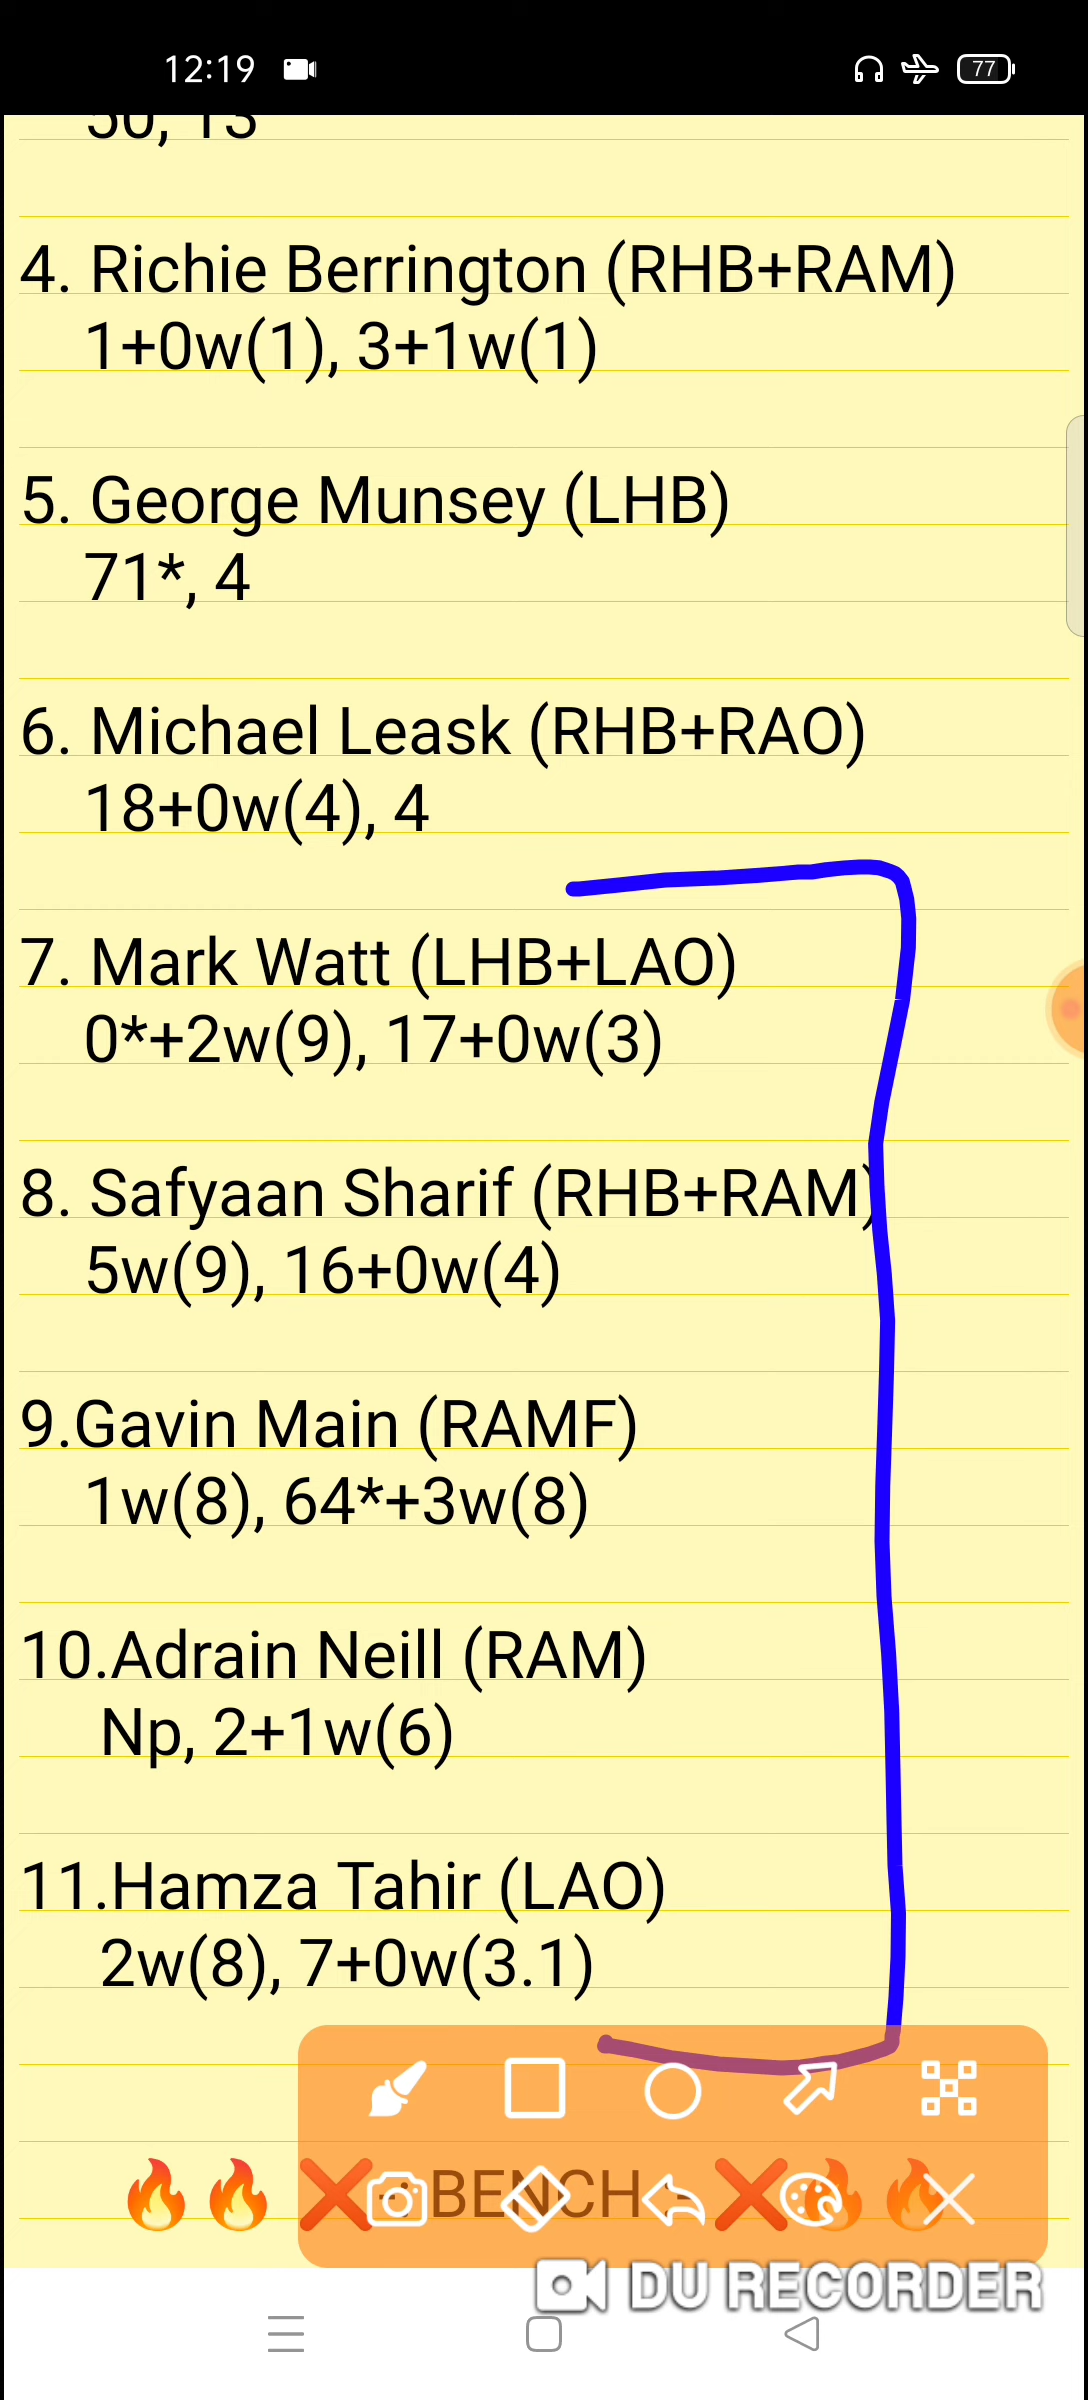 12:19
77
50, 13
4. Richie Berrington (RHB+RAM)
1+0w(1), 3+1w(1)
5. George Munsey (LHB)
71*, 4
6. Michael Leask (RHB+RAO)
18+0w(4), 4
7. Mark Watt (LHB+LAO)
0*+2w(9), 17+0w(3)
8. Safyaan Sharif (RHB+RAM)
5w(9), 16+0w(4)
9.Gavin Main (RAMF)
1w(8), 64*+3w(8)
10.Adrain Neill (RAM)
Np, 2+1w(6)
11.Hamza Tahir (LAO)
2w(8), 7+0w(3.1)
🔥🔥 ❌BENCH ❌🔥🔥
DU RECORDER